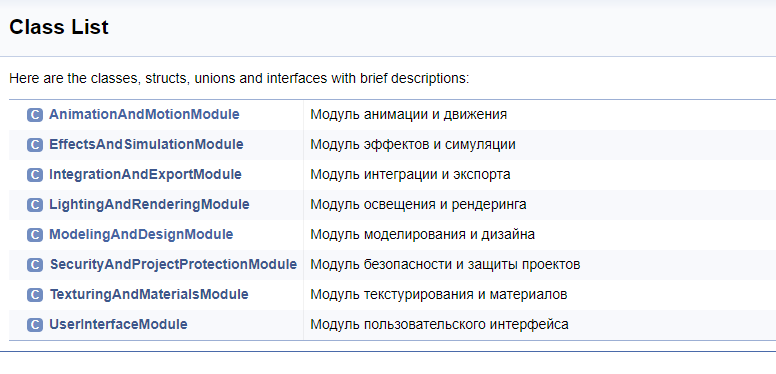 Class List
Here are the classes, structs, unions and interfaces with brief descriptions:
C AnimationAndMotionModule Модуль анимации и движения
C EffectsAndSimulationModule Модуль эффектов и симуляции
C IntegrationAndExportModule Модуль интеграции и экспорта
C LightingAndRenderingModule Модуль освещения и рендеринга
C ModelingAndDesignModule Модуль моделирования и дизайна
C SecurityAndProjectProtectionModule Модуль безопасности и защиты проектов
C TexturingAndMaterialsModule Модуль текстурирования и материалов
C UserInterfaceModule Модуль пользовательского интерфейса